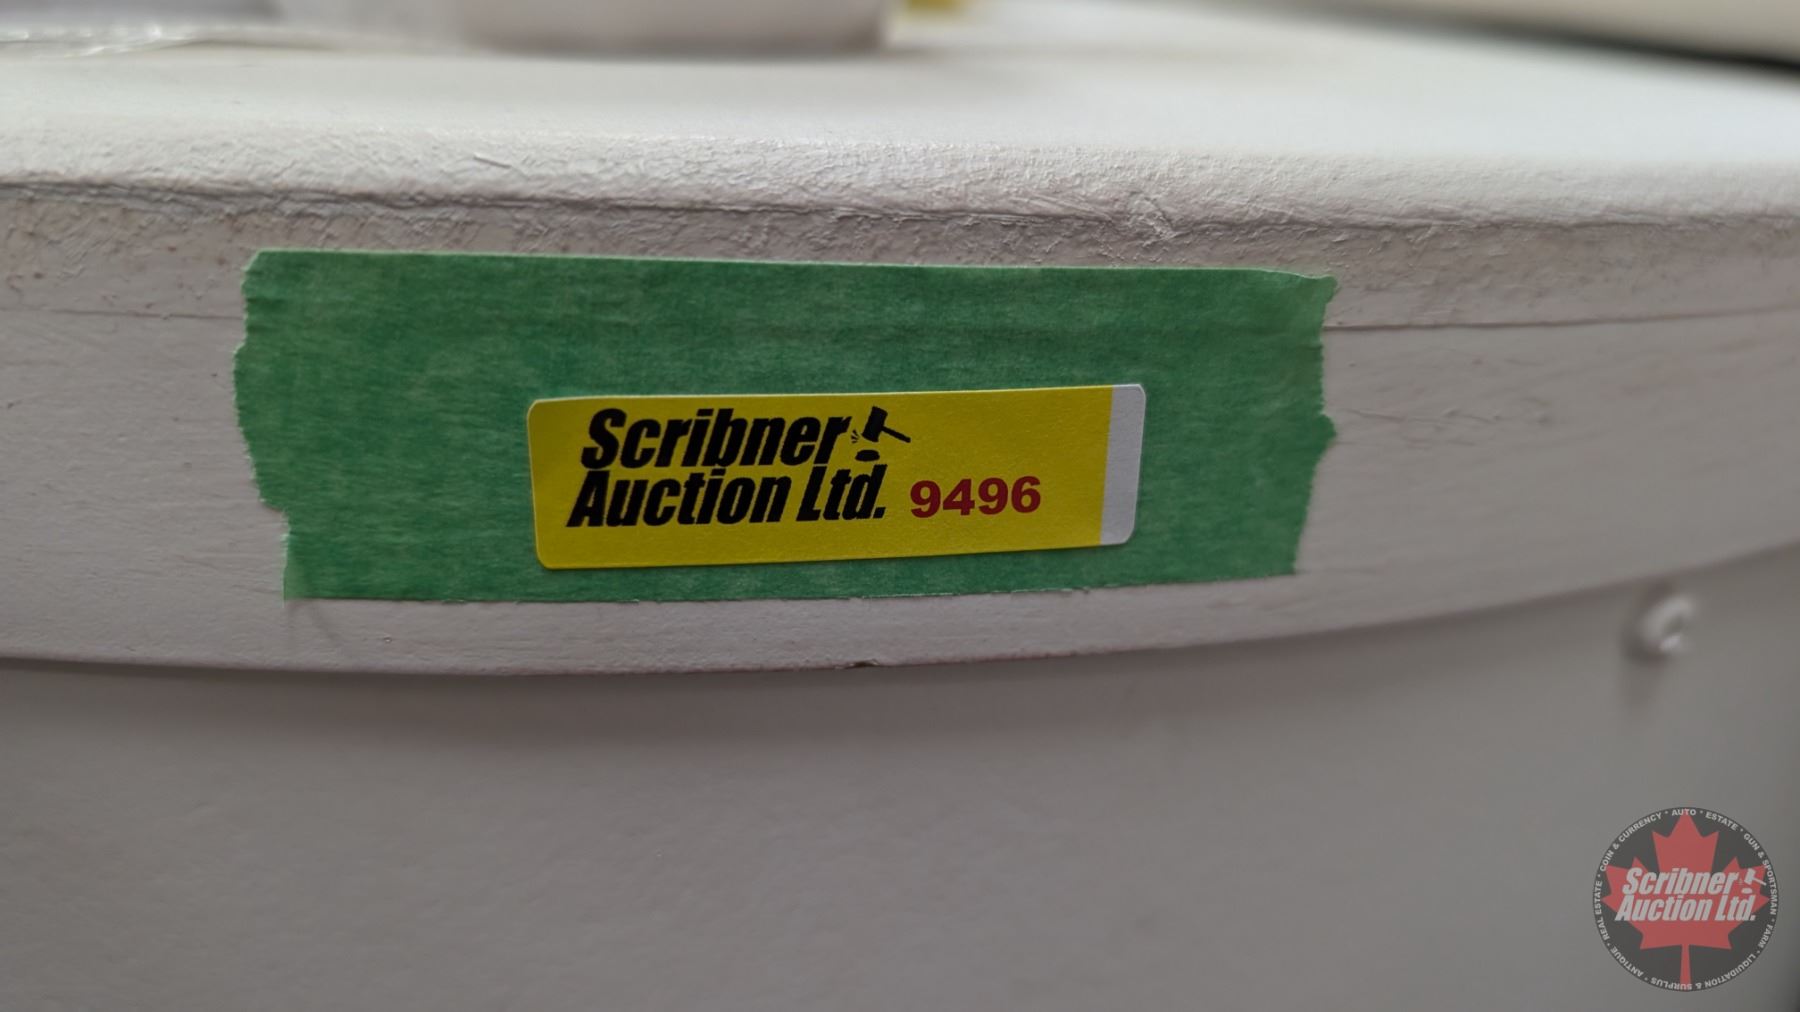 Scribner
Auction Ltd. 9496
REAL ESTATE • COIN & CURRENCY • AUTO • ESTATE • GUN & SPORTSMAN • FARM • LIQUIDATION & SURPLUS • ANTIQUE •
Scribner
Auction Ltd.